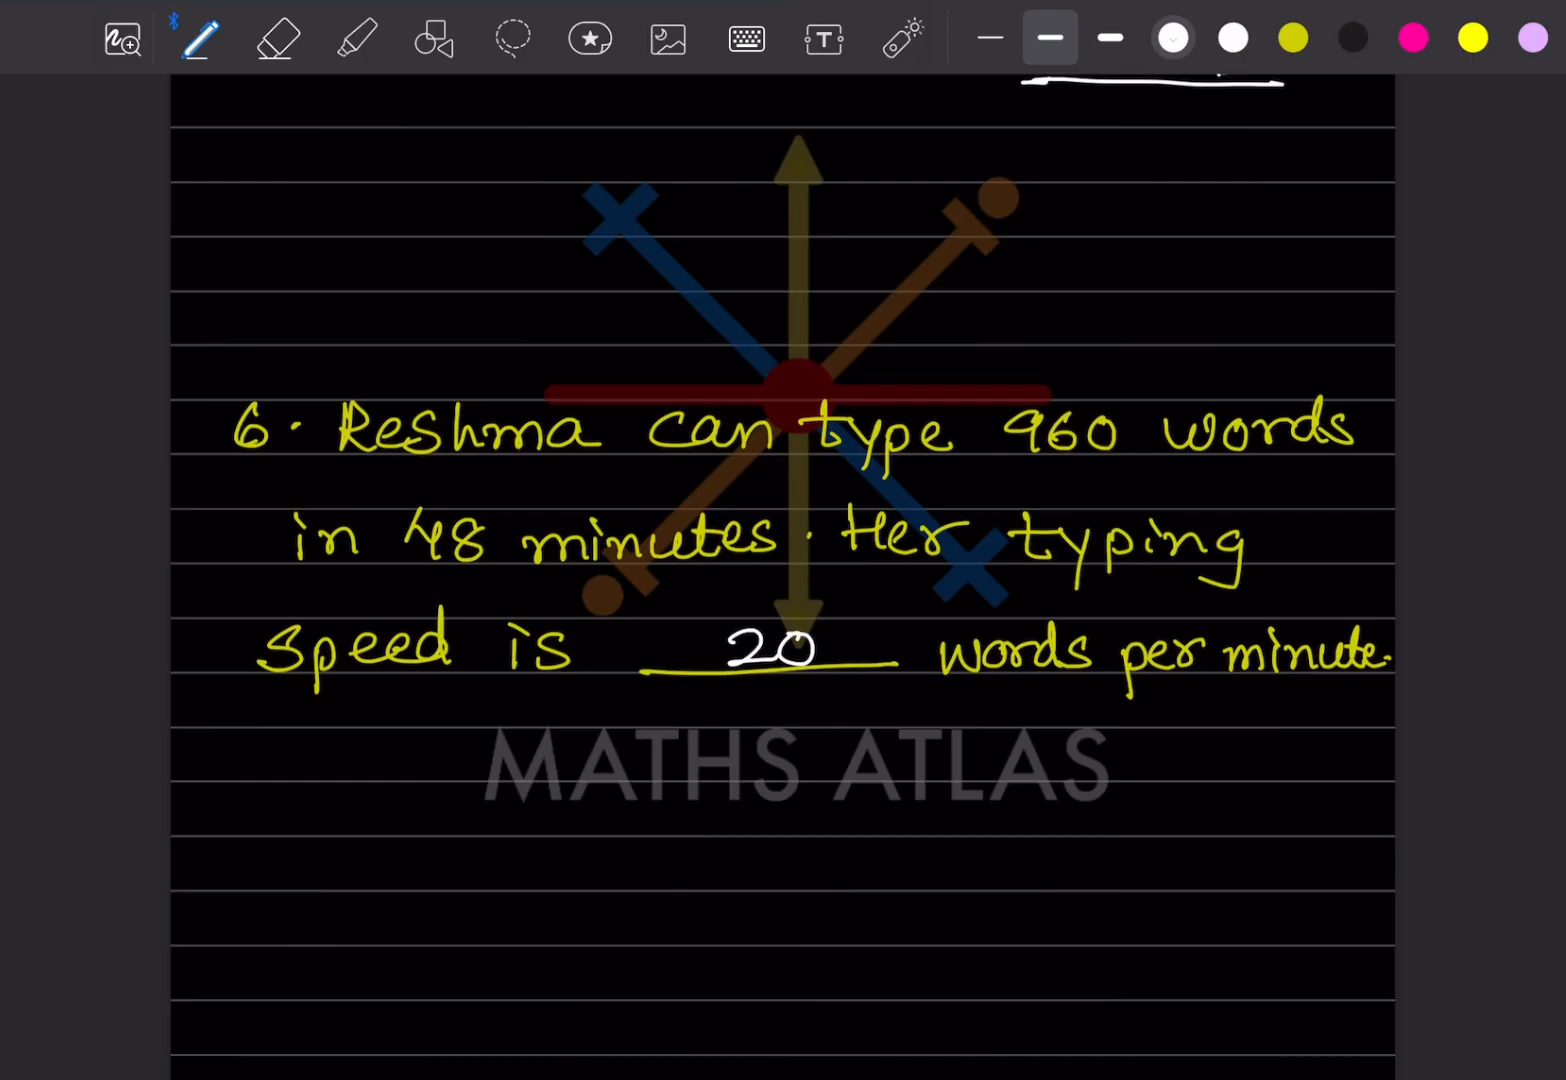 6. Reshma can type 960 words
in 48 minutes. Her typing
speed is 20 words per minute.
MATHS ATLAS